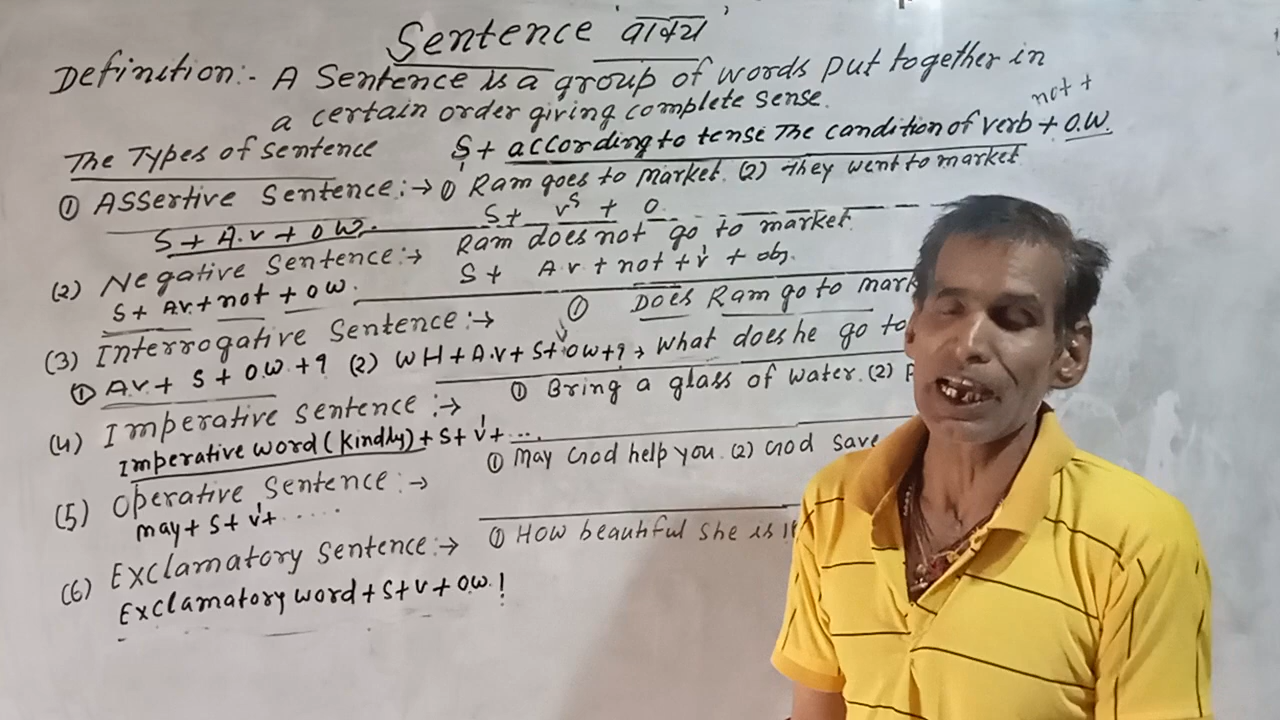 Sentence 'वाक्य'
Definition:- A Sentence is a group of words put together in
a certain order giving complete sense.
not +
The Types of sentence S + according to tense The condition of verb + O.W.
(1) Assertive Sentence:→ (1) Ram goes to market. (2) They went to market
S + A.V + OW. S + V^s + O
(2) Negative Sentence:→ Ram does not go to market.
S + Av. + not + ow. S + A.v + not + v' + obj.
(3) Interrogative Sentence:→ (1) Does Ram go to mark
(1) A.V + S + O.W + ? (2) WH + A.V + S + OW + ? → What does he go to
(4) Imperative sentence:→ (1) Bring a glass of water. (2) P
Imperative word (kindly) + S + v' + ....
(5) Operative Sentence:→ (1) May God help you. (2) God save
may + S + v' + ......
(6) Exclamatory sentence:→ (1) How beautiful she is !
Exclamatory word + S + V + O.W. !